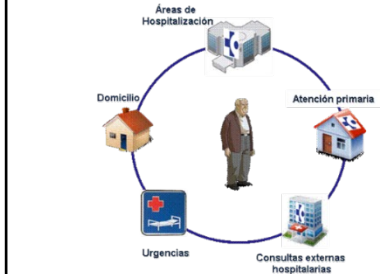 Áreas de
Hospitalización
Domicilio
Atención primaria
Urgencias
Consultas externas
hospitalarias